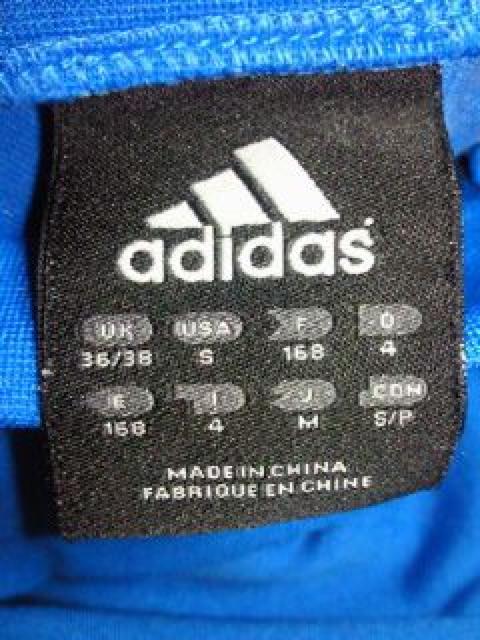 adidas
UK USA F D
36/38 S 168 4
E I J CDN
168 4 M S/P
MADE IN CHINA
FABRIQUE EN CHINE